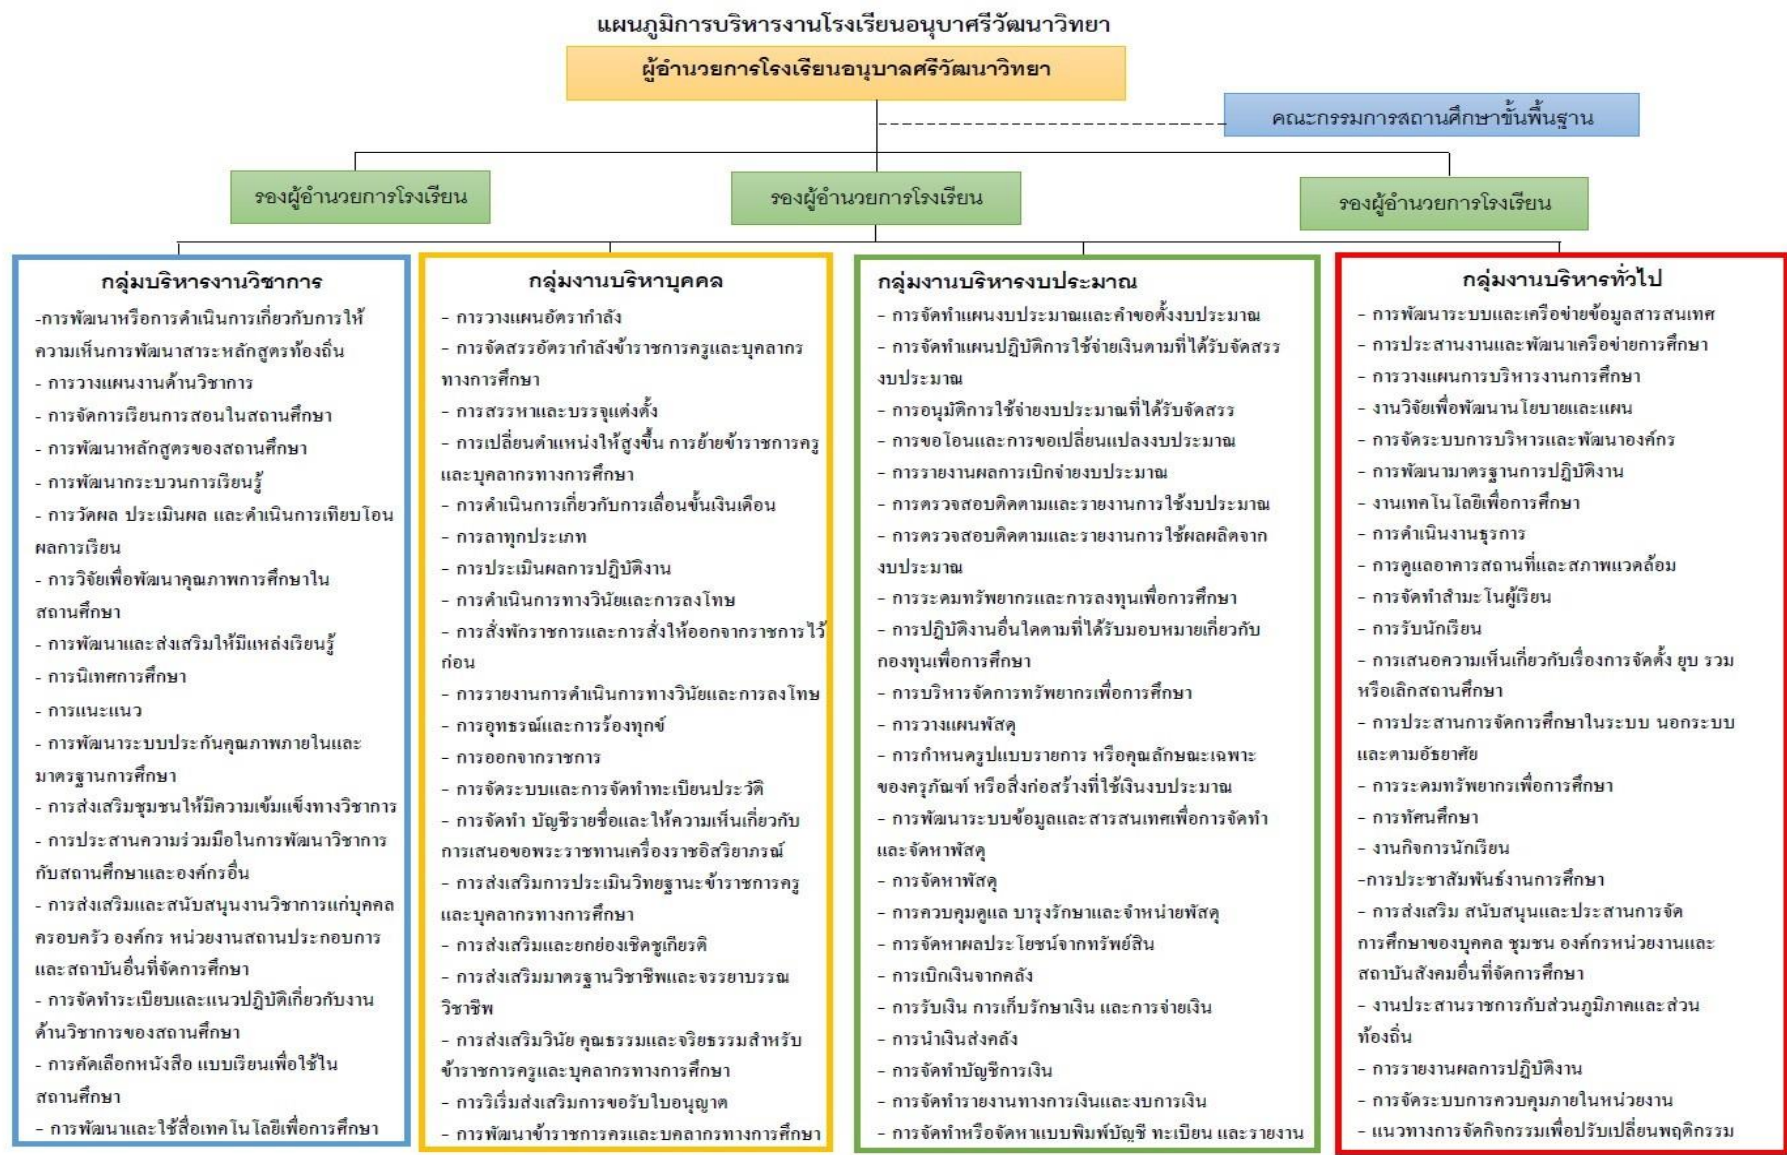 แผนภูมิการบริหารงานโรงเรียนอนุบาศรีวัฒนาวิทยา
ผู้อำนวยการโรงเรียนอนุบาลศรีวัฒนาวิทยา
คณะกรรมการสถานศึกษาขั้นพื้นฐาน
รองผู้อำนวยการโรงเรียน
รองผู้อำนวยการโรงเรียน
รองผู้อำนวยการโรงเรียน
กลุ่มบริหารงานวิชาการ
-การพัฒนาหรือการดำเนินการเกี่ยวกับการให้
ความเห็นการพัฒนาสาระหลักสูตรท้องถิ่น
- การวางแผนงานด้านวิชาการ
- การจัดการเรียนการสอนในสถานศึกษา
- การพัฒนาหลักสูตรของสถานศึกษา
- การพัฒนากระบวนการเรียนรู้
- การวัดผล ประเมินผล และดำเนินการเทียบโอน
ผลการเรียน
- การวิจัยเพื่อพัฒนาคุณภาพการศึกษาใน
สถานศึกษา
- การพัฒนาและส่งเสริมให้มีแหล่งเรียนรู้
- การนิเทศการศึกษา
- การแนะแนว
- การพัฒนาระบบประกันคุณภาพภายในและ
มาตรฐานการศึกษา
- การส่งเสริมชุมชนให้มีความเข้มแข็งทางวิชาการ
- การประสานความร่วมมือในการพัฒนาวิชาการ
กับสถานศึกษาและองค์กรอื่น
- การส่งเสริมและสนับสนุนงานวิชาการแก่บุคคล
ครอบครัว องค์กร หน่วยงานสถานประกอบการ
และสถาบันอื่นที่จัดการศึกษา
- การจัดทำระเบียบและแนวปฏิบัติเกี่ยวกับงาน
ด้านวิชาการของสถานศึกษา
- การคัดเลือกหนังสือ แบบเรียนเพื่อใช้ใน
สถานศึกษา
- การพัฒนาและใช้สื่อเทคโนโลยีเพื่อการศึกษา
กลุ่มงานบริหาบุคคล
- การวางแผนอัตรากำลัง
- การจัดสรรอัตรากำลังข้าราชการครูและบุคลากร
ทางการศึกษา
- การสรรหาและบรรจุแต่งตั้ง
- การเปลี่ยนตำแหน่งให้สูงขึ้น การย้ายข้าราชการครู
และบุคลากรทางการศึกษา
- การดำเนินการเกี่ยวกับการเลื่อนขั้นเงินเดือน
- การลาทุกประเภท
- การประเมินผลการปฏิบัติงาน
- การดำเนินการทางวินัยและการลงโทษ
- การสั่งพักราชการและการสั่งให้ออกจากราชการไว้
ก่อน
- การรายงานการดำเนินการทางวินัยและการลงโทษ
- การอุทธรณ์และการร้องทุกข์
- การออกจากราชการ
- การจัดระบบและการจัดทำทะเบียนประวัติ
- การจัดทำ บัญชีรายชื่อและให้ความเห็นเกี่ยวกับ
การเสนอขอพระราชทานเครื่องราชอิสริยาภรณ์
- การส่งเสริมการประเมินวิทยฐานะข้าราชการครู
และบุคลากรทางการศึกษา
- การส่งเสริมและยกย่องเชิดชูเกียรติ
- การส่งเสริมมาตรฐานวิชาชีพและจรรยาบรรณ
วิชาชีพ
- การส่งเสริมวินัย คุณธรรมและจริยธรรมสำหรับ
ข้าราชการครูและบุคลากรทางการศึกษา
- การริเริ่มส่งเสริมการขอรับใบอนุญาต
- การพัฒนาข้าราชการครูและบุคลากรทางการศึกษา
กลุ่มงานบริหารงบประมาณ
- การจัดทำแผนงบประมาณและคำขอตั้งงบประมาณ
- การจัดทำแผนปฏิบัติการใช้จ่ายเงินตามที่ได้รับจัดสรร
งบประมาณ
- การอนุมัติการใช้จ่ายงบประมาณที่ได้รับจัดสรร
- การขอโอนและการขอเปลี่ยนแปลงงบประมาณ
- การรายงานผลการเบิกจ่ายงบประมาณ
- การตรวจสอบติดตามและรายงานการใช้งบประมาณ
- การตรวจสอบติดตามและรายงานการใช้ผลผลิตจาก
งบประมาณ
- การระดมทรัพยากรและการลงทุนเพื่อการศึกษา
- การปฏิบัติงานอื่นใดตามที่ได้รับมอบหมายเกี่ยวกับ
กองทุนเพื่อการศึกษา
- การบริหารจัดการทรัพยากรเพื่อการศึกษา
- การวางแผนพัสดุ
- การกำหนดรูปแบบรายการ หรือคุณลักษณะเฉพาะ
ของครุภัณฑ์ หรือสิ่งก่อสร้างที่ใช้เงินงบประมาณ
- การพัฒนาระบบข้อมูลและสารสนเทศเพื่อการจัดทำ
และจัดหาพัสดุ
- การจัดหาพัสดุ
- การควบคุมดูแล บารุงรักษาและจำหน่ายพัสดุ
- การจัดหาผลประโยชน์จากทรัพย์สิน
- การเบิกเงินจากคลัง
- การรับเงิน การเก็บรักษาเงิน และการจ่ายเงิน
- การนำเงินส่งคลัง
- การจัดทำบัญชีการเงิน
- การจัดทำรายงานทางการเงินและงบการเงิน
- การจัดทำหรือจัดหาแบบพิมพ์บัญชี ทะเบียน และรายงาน
กลุ่มงานบริหารทั่วไป
- การพัฒนาระบบและเครือข่ายข้อมูลสารสนเทศ
- การประสานงานและพัฒนาเครือข่ายการศึกษา
- การวางแผนการบริหารงานการศึกษา
- งานวิจัยเพื่อพัฒนานโยบายและแผน
- การจัดระบบการบริหารและพัฒนาองค์กร
- การพัฒนามาตรฐานการปฏิบัติงาน
- งานเทคโนโลยีเพื่อการศึกษา
- การดำเนินงานธุรการ
- การดูแลอาคารสถานที่และสภาพแวดล้อม
- การจัดทำสำมะโนผู้เรียน
- การรับนักเรียน
- การเสนอความเห็นเกี่ยวกับเรื่องการจัดตั้ง ยุบ รวม
หรือเลิกสถานศึกษา
- การประสานการจัดการศึกษาในระบบ นอกระบบ
และตามอัธยาศัย
- การระดมทรัพยากรเพื่อการศึกษา
- การทัศนศึกษา
- งานกิจการนักเรียน
-การประชาสัมพันธ์งานการศึกษา
- การส่งเสริม สนับสนุนและประสานการจัด
การศึกษาของบุคคล ชุมชน องค์กรหน่วยงานและ
สถาบันสังคมอื่นที่จัดการศึกษา
- งานประสานราชการกับส่วนภูมิภาคและส่วน
ท้องถิ่น
- การรายงานผลการปฏิบัติงาน
- การจัดระบบการควบคุมภายในหน่วยงาน
- แนวทางการจัดกิจกรรมเพื่อปรับเปลี่ยนพฤติกรรม